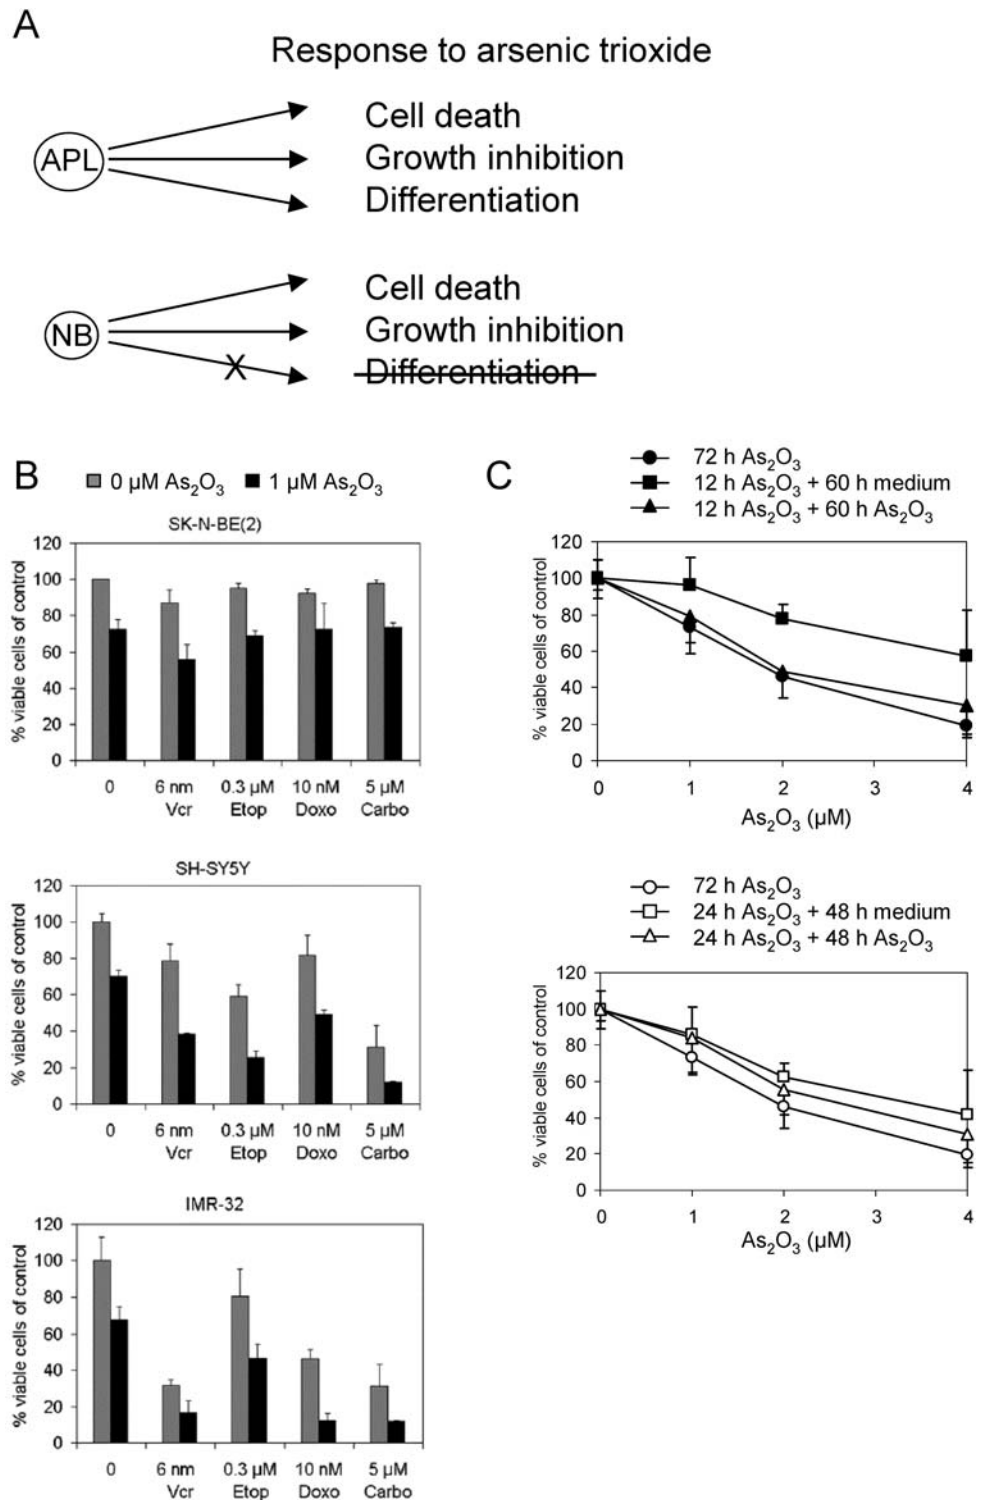 A
Response to arsenic trioxide
APL
Cell death
Growth inhibition
Differentiation
NB
Cell death
Growth inhibition
Differentiation
X
B
0 µM As₂O₃ 1 µM As₂O₃
SK-N-BE(2)
% viable cells of control
120
100
80
60
40
20
0
0 6 nm 0.3 µM 10 nM 5 µM
Vcr Etop Doxo Carbo
SH-SY5Y
% viable cells of control
120
100
80
60
40
20
0
0 6 nm 0.3 µM 10 nM 5 µM
Vcr Etop Doxo Carbo
IMR-32
% viable cells of control
120
100
80
60
40
20
0
0 6 nm 0.3 µM 10 nM 5 µM
Vcr Etop Doxo Carbo
C
72 h As₂O₃
12 h As₂O₃ + 60 h medium
12 h As₂O₃ + 60 h As₂O₃
% viable cells of control
120
100
80
60
40
20
0
0 1 2 3 4
As₂O₃ (µM)
72 h As₂O₃
24 h As₂O₃ + 48 h medium
24 h As₂O₃ + 48 h As₂O₃
% viable cells of control
120
100
80
60
40
20
0
0 1 2 3 4
As₂O₃ (µM)